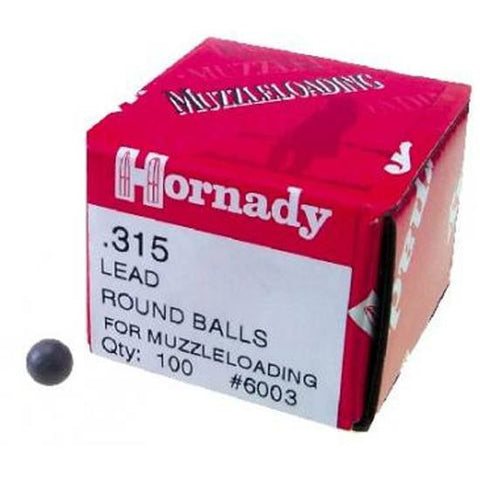 MUZZLELOADING
Hornady
.315
LEAD
ROUND BALLS
FOR MUZZLELOADING
Qty: 100 #6003